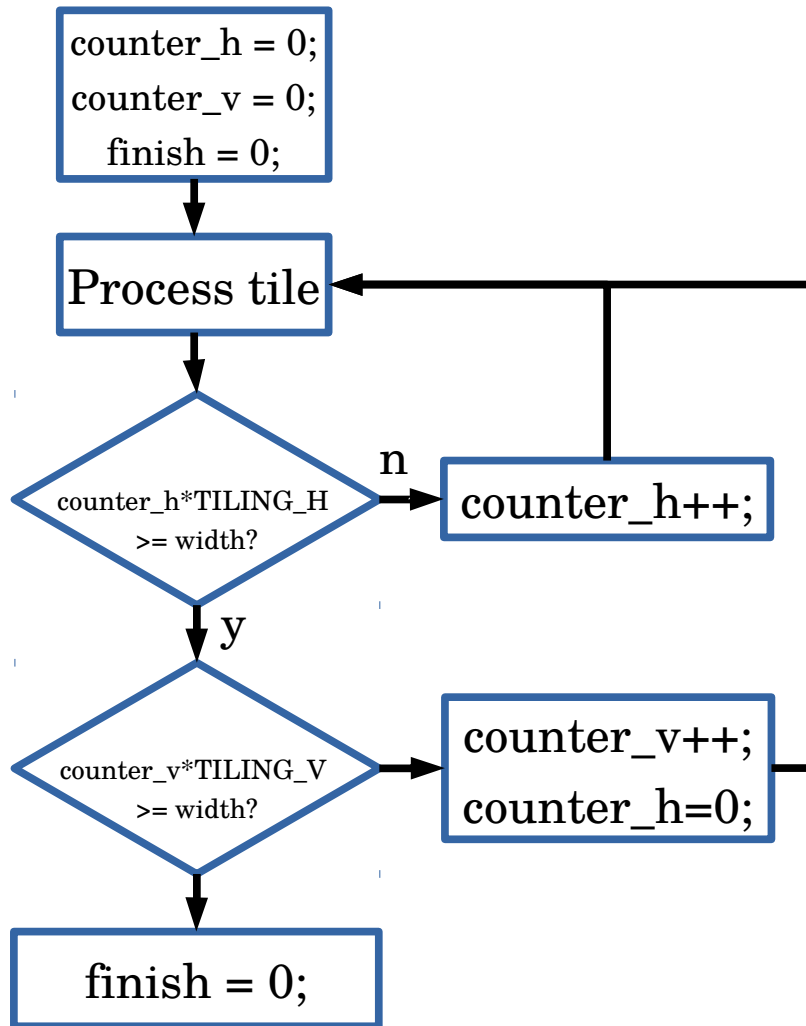 counter_h = 0;
counter_v = 0;
finish = 0;
Process tile
counter_h*TILING_H
>= width?
n
counter_h++;
y
counter_v*TILING_V
>= width?
counter_v++;
counter_h=0;
finish = 0;